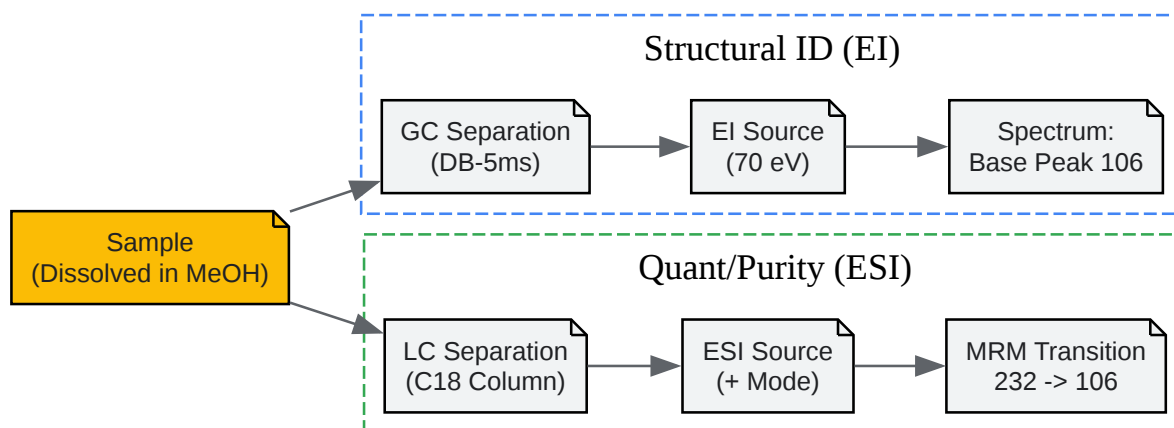 Structural ID (EI)
GC Separation
(DB-5ms)
EI Source
(70 eV)
Spectrum:
Base Peak 106
Sample
(Dissolved in MeOH)
Quant/Purity (ESI)
LC Separation
(C18 Column)
ESI Source
(+ Mode)
MRM Transition
232 -> 106